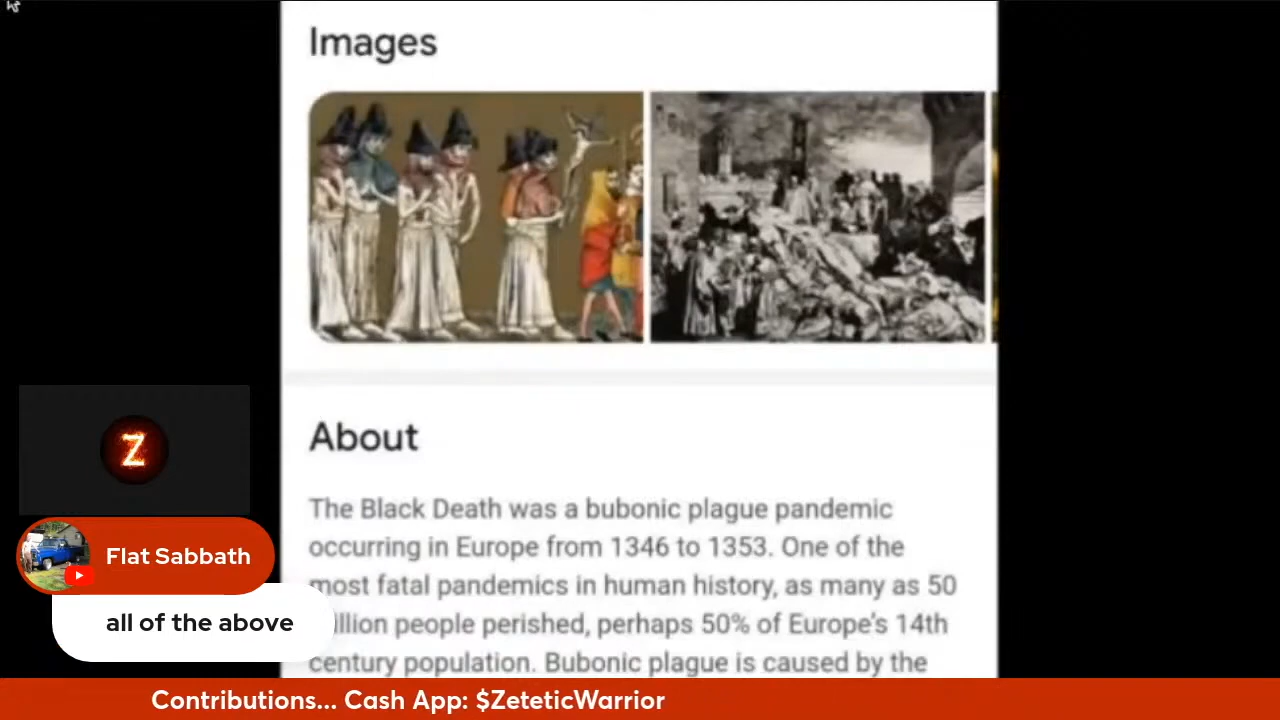 Images
About
The Black Death was a bubonic plague pandemic
occurring in Europe from 1346 to 1353. One of the
most fatal pandemics in human history, as many as 50
illion people perished, perhaps 50% of Europe's 14th
century population. Bubonic plague is caused by the
Z
Flat Sabbath
all of the above
Contributions... Cash App: $ZeteticWarrior